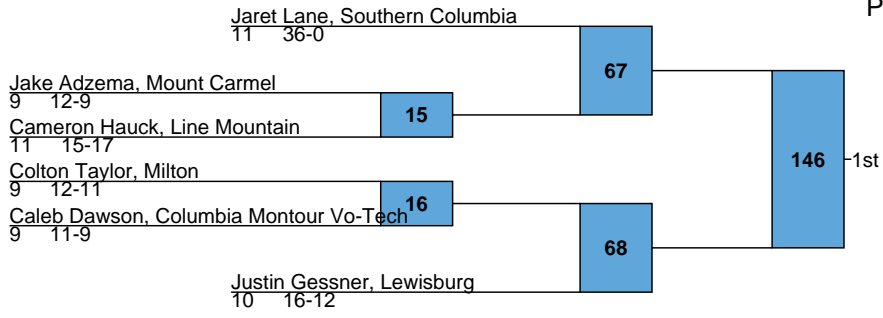 P
Jaret Lane, Southern Columbia
11 36-0
67
Jake Adzema, Mount Carmel
9 12-9
15
Cameron Hauck, Line Mountain
11 15-17
146
1st
Colton Taylor, Milton
9 12-11
16
Caleb Dawson, Columbia Montour Vo-Tech
9 11-9
68
Justin Gessner, Lewisburg
10 16-12